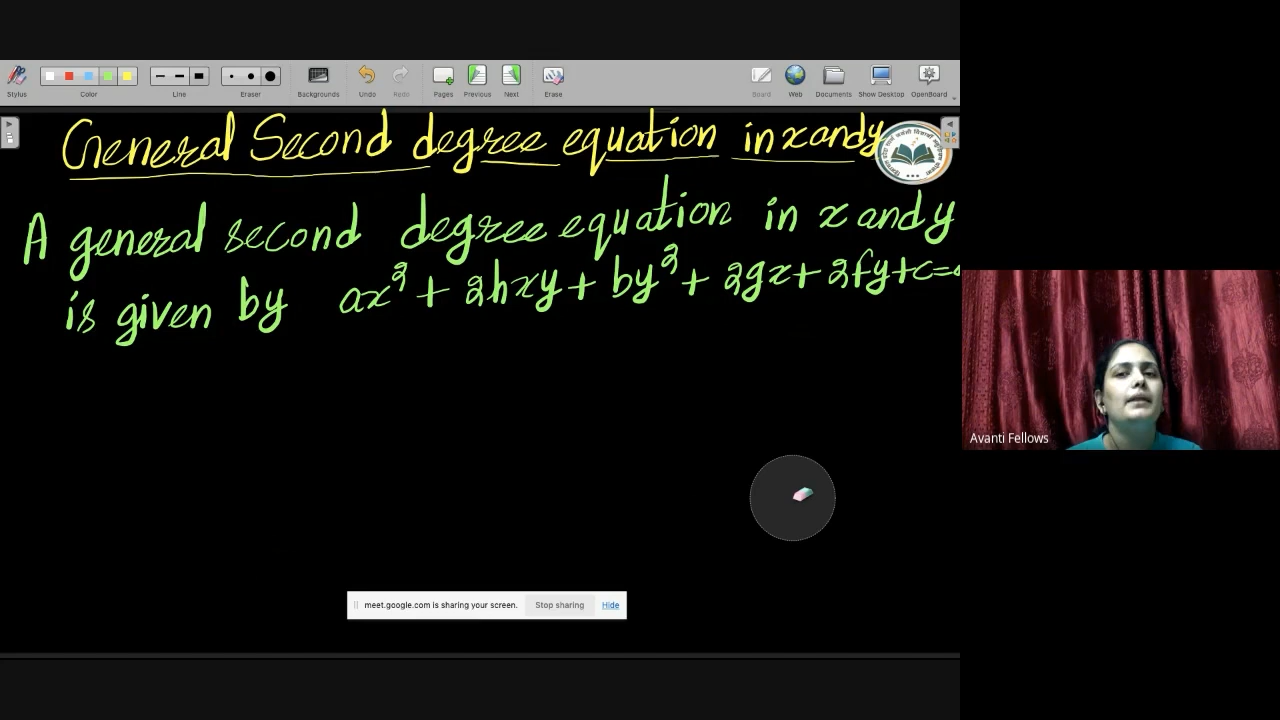 Stylus
Color
Line
Eraser
Backgrounds
Undo
Redo
Pages
Previous
Next
Erase
Board
Web
Documents
Show Desktop
OpenBoard
General Second degree equation in x and y
A general second degree equation in x and y
is given by ax² + 2hxy + by² + 2gx + 2fy + c =
Avanti Fellows
meet.google.com is sharing your screen. Stop sharing Hide